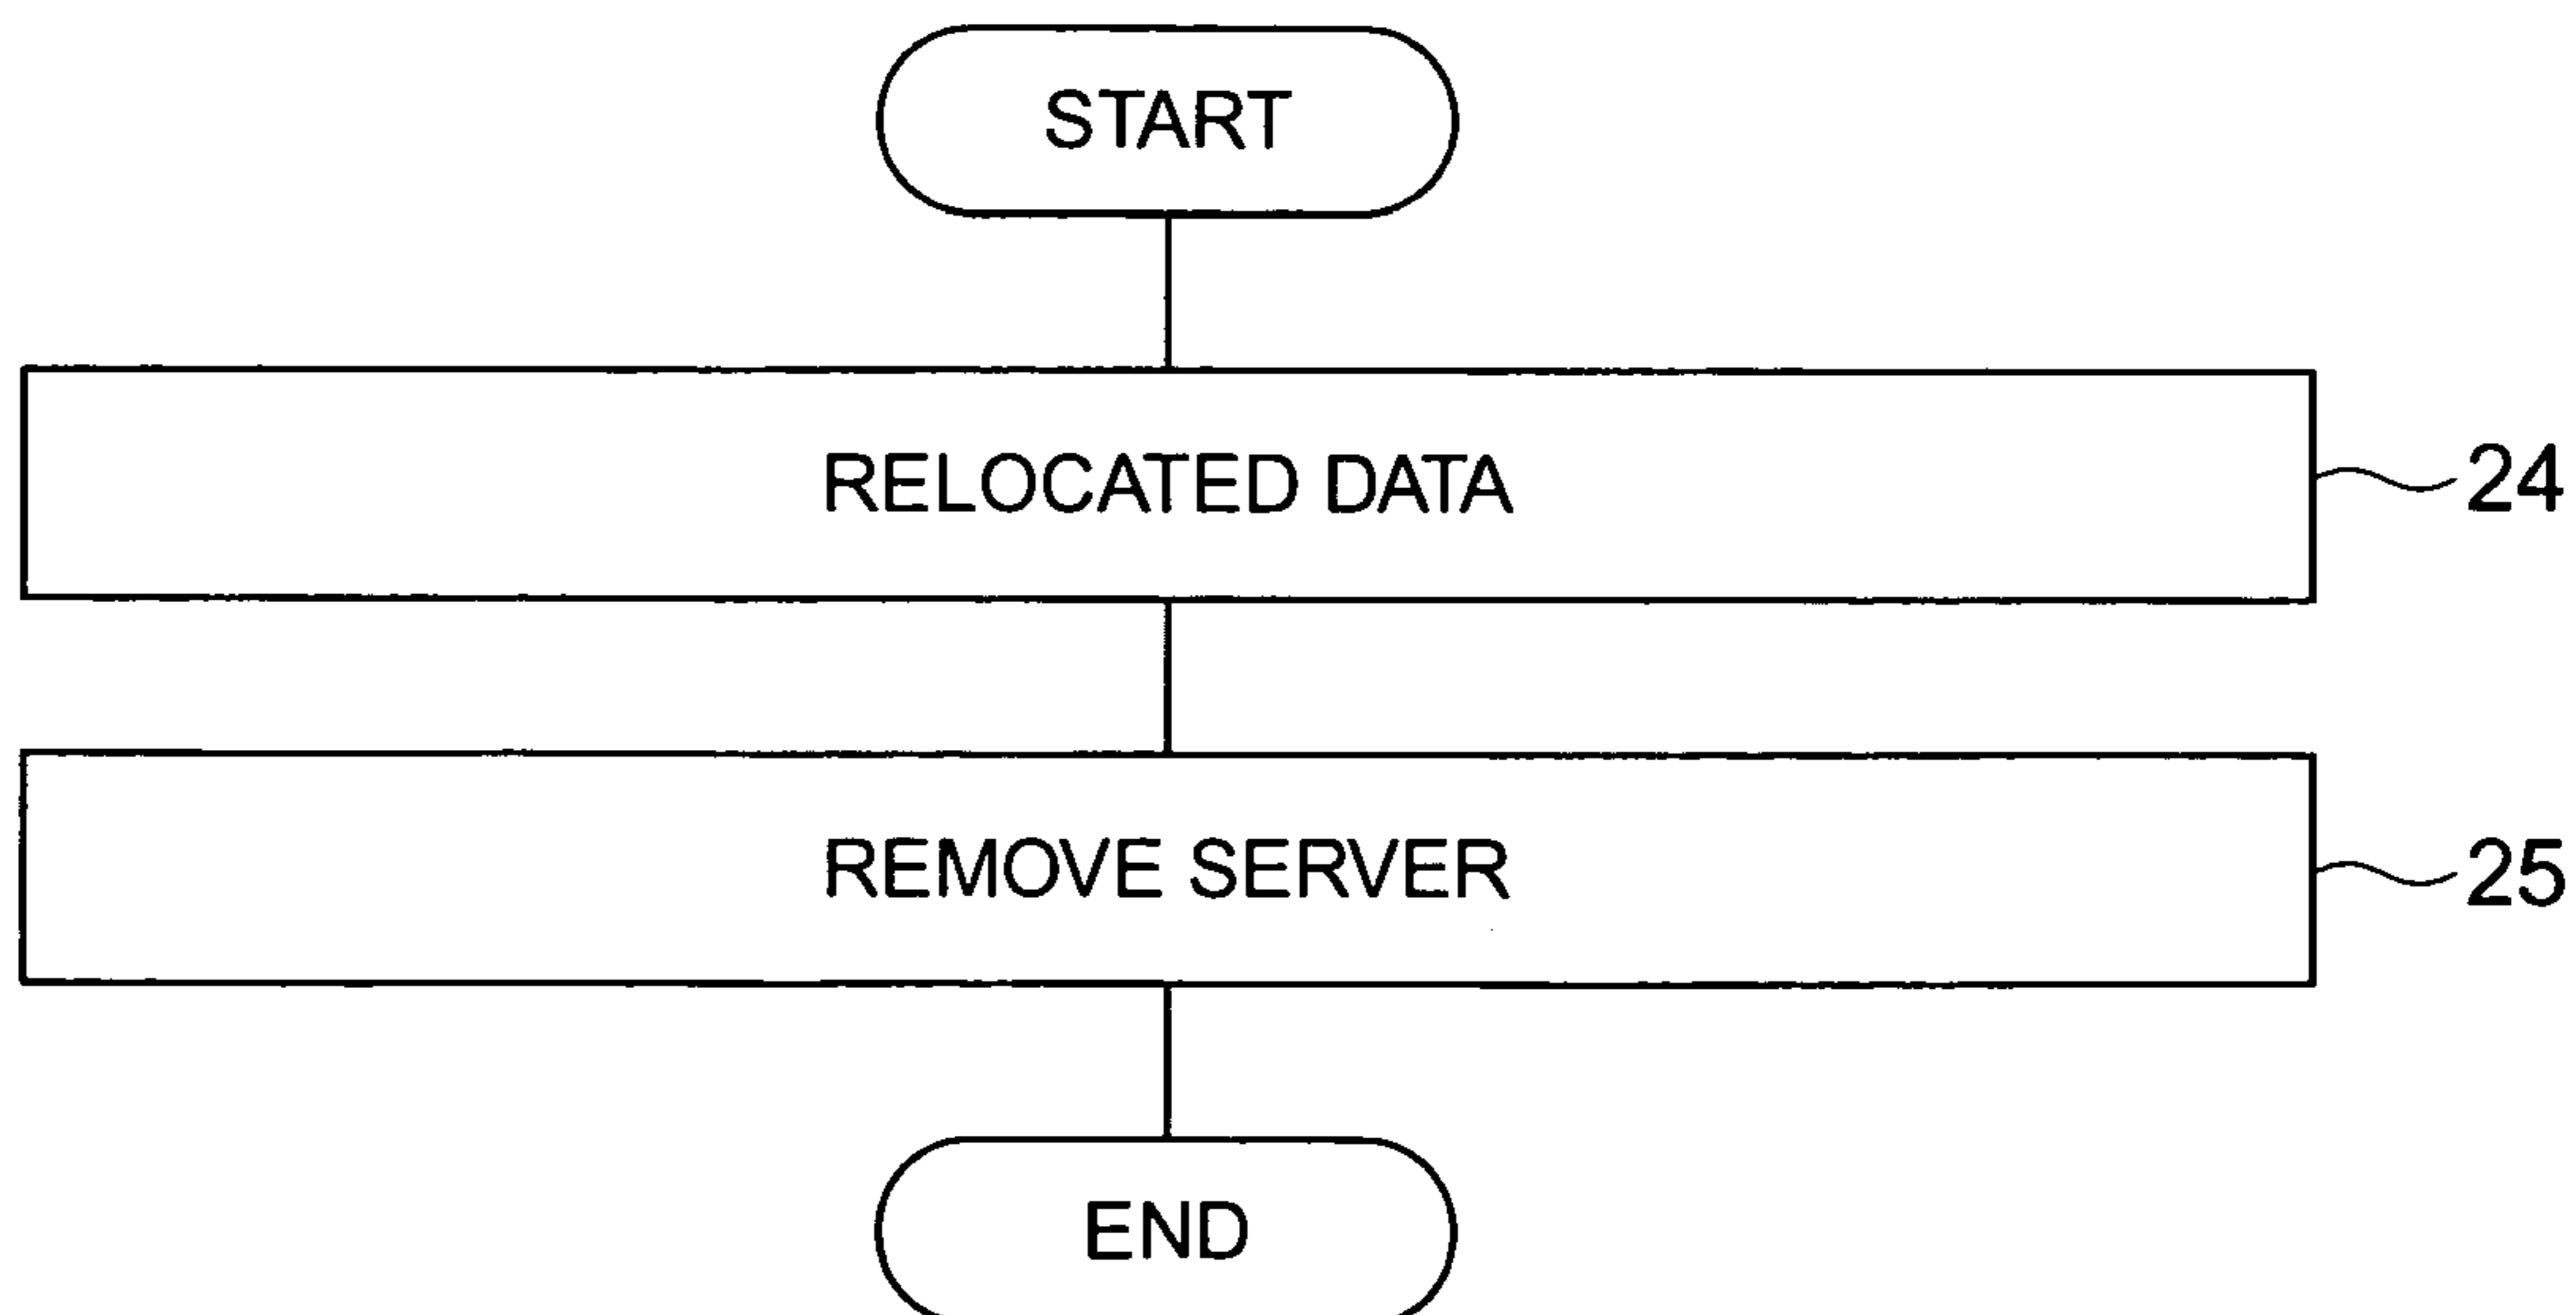 START
RELOCATED DATA
24
REMOVE SERVER
25
END